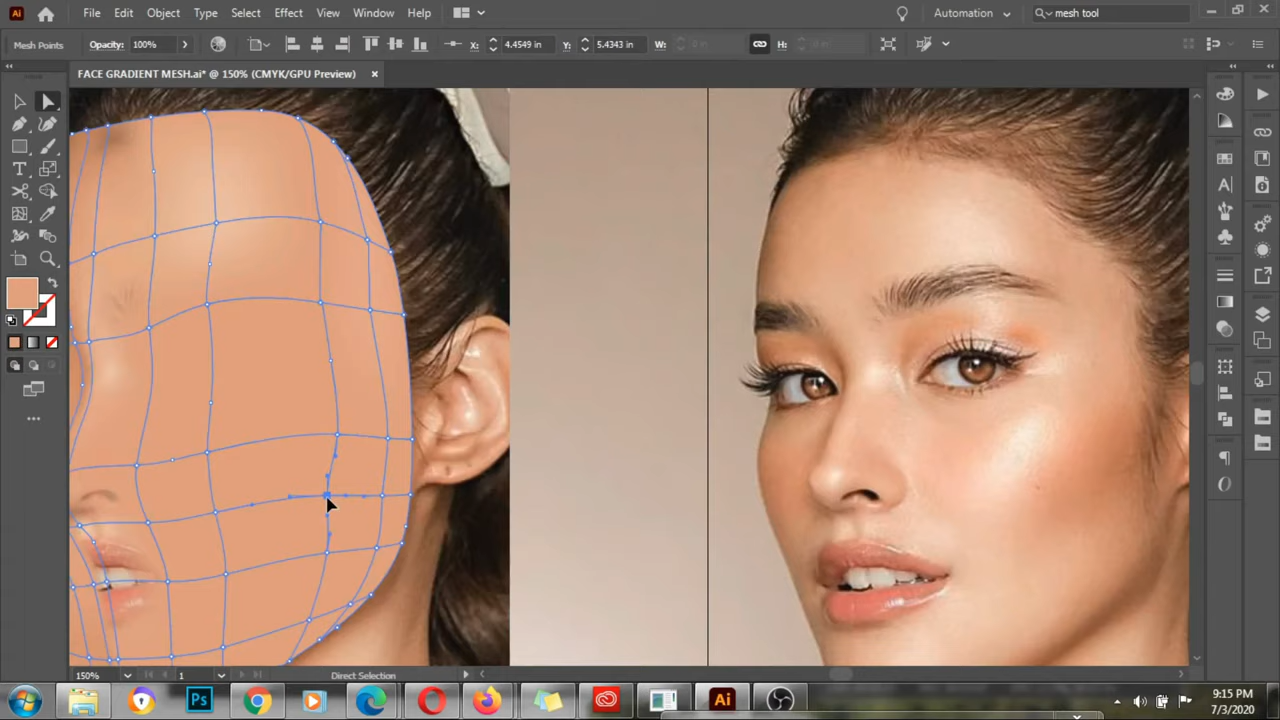 Ai File Edit Object Type Select Effect View Window Help Automation mesh tool
Mesh Points Opacity: 100% X: 4.4549 in Y: 5.4343 in W: H:
FACE GRADIENT MESH.ai* @ 150% (CMYK/GPU Preview)
150% 1 Direct Selection
Ps Ai 9:15 PM
7/3/2020